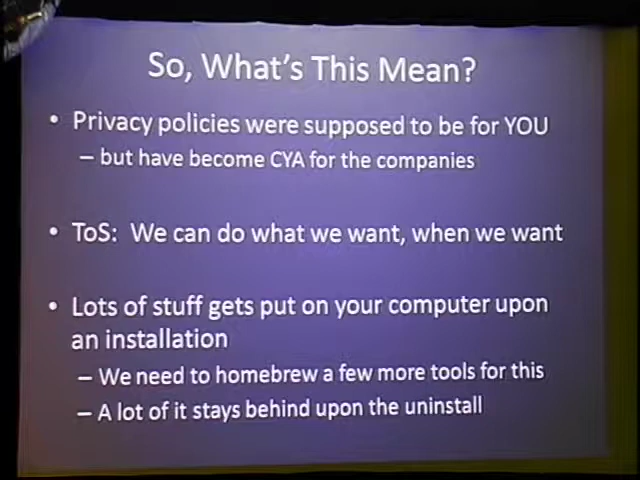 So, What's This Mean?
• Privacy policies were supposed to be for YOU
– but have become CYA for the companies
• ToS: We can do what we want, when we want
• Lots of stuff gets put on your computer upon
an installation
– We need to homebrew a few more tools for this
– A lot of it stays behind upon the uninstall